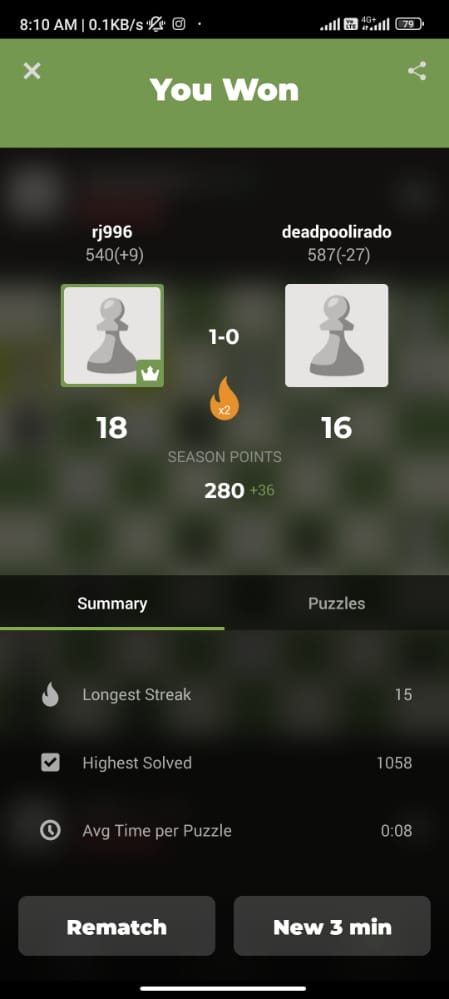 8:10 AM | 0.1KB/s
4G+
79
You Won
rj996
540(+9)
deadpoolirado
587(-27)
1-0
x2
18
16
SEASON POINTS
280 +36
Summary
Puzzles
Longest Streak
15
Highest Solved
1058
Avg Time per Puzzle
0:08
Rematch
New 3 min